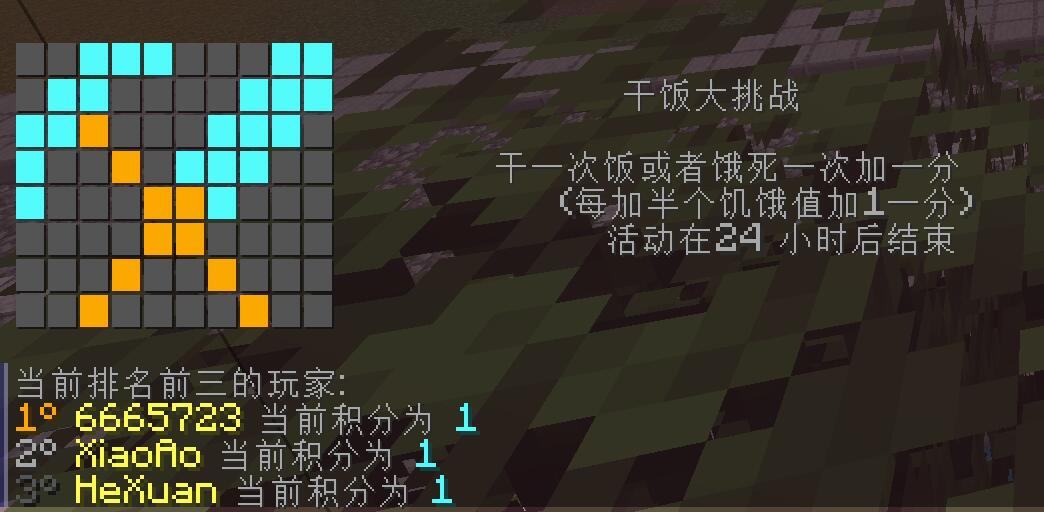 干饭大挑战
干一次饭或者饿死一次加一分
(每加半个饥饿值加1一分)
活动在24 小时后结束
当前排名前三的玩家:
1º 6665723 当前积分为 1
2º XiaoAo 当前积分为 1
3º HeXuan 当前积分为 1